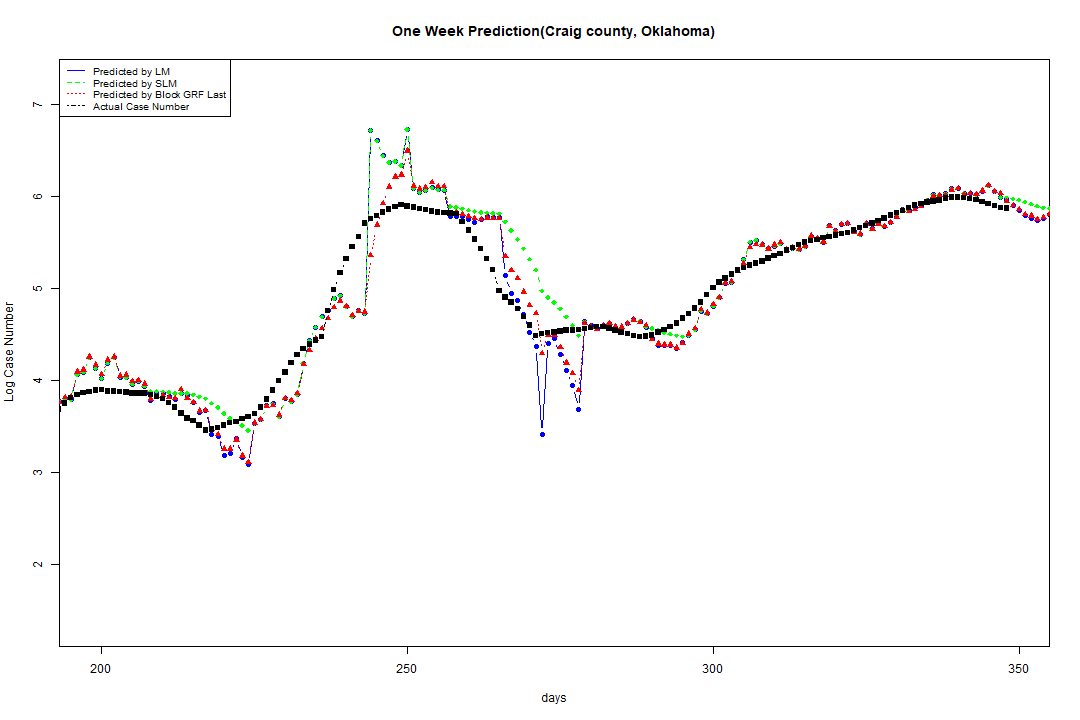 One Week Prediction(Craig county, Oklahoma)
Predicted by LM
Predicted by SLM
Predicted by Block GRF Last
Actual Case Number
7
6
5
4
3
2
Log Case Number
200 250 300 350
days